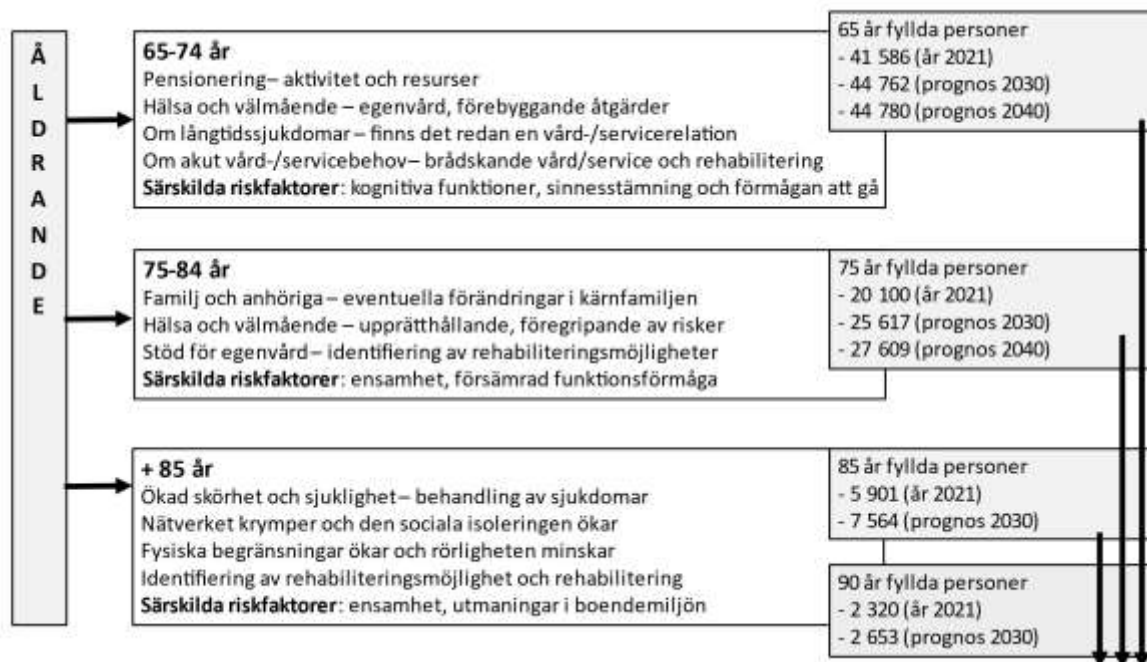 ÅLDRANDE
65-74 år
Pensionering– aktivitet och resurser
Hälsa och välmående – egenvård, förebyggande åtgärder
Om långtidssjukdomar – finns det redan en vård-/servicerelation
Om akut vård-/servicebehov– brådskande vård/service och rehabilitering
Särskilda riskfaktorer: kognitiva funktioner, sinnesstämning och förmågan att gå
65 år fyllda personer
- 41 586 (år 2021)
- 44 762 (prognos 2030)
- 44 780 (prognos 2040)
75-84 år
Familj och anhöriga – eventuella förändringar i kärnfamiljen
Hälsa och välmående – upprätthållande, föregripande av risker
Stöd för egenvård– identifiering av rehabiliteringsmöjligheter
Särskilda riskfaktorer: ensamhet, försämrad funktionsförmåga
75 år fyllda personer
- 20 100 (år 2021)
- 25 617 (prognos 2030)
- 27 609 (prognos 2040)
+ 85 år
Ökad skörhet och sjuklighet– behandling av sjukdomar
Nätverket krymper och den sociala isoleringen ökar
Fysiska begränsningar ökar och rörligheten minskar
Identifiering av rehabiliteringsmöjlighet och rehabilitering
Särskilda riskfaktorer: ensamhet, utmaningar i boendemiljön
85 år fyllda personer
- 5 901 (år 2021)
- 7 564 (prognos 2030)
90 år fyllda personer
- 2 320 (år 2021)
- 2 653 (prognos 2030)